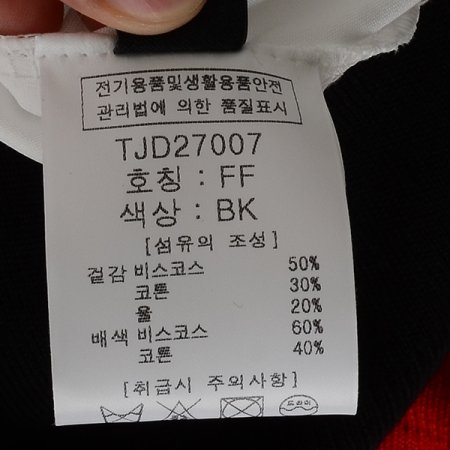 전기용품및생활용품안전
관리법에 의한 품질표시
TJD27007
호칭 : FF
색상 : BK
[섬유의 조성]
겉감 비스코스 50%
코튼 30%
울 20%
배색 비스코스 60%
코튼 40%
[취급시 주의사항]
드라이